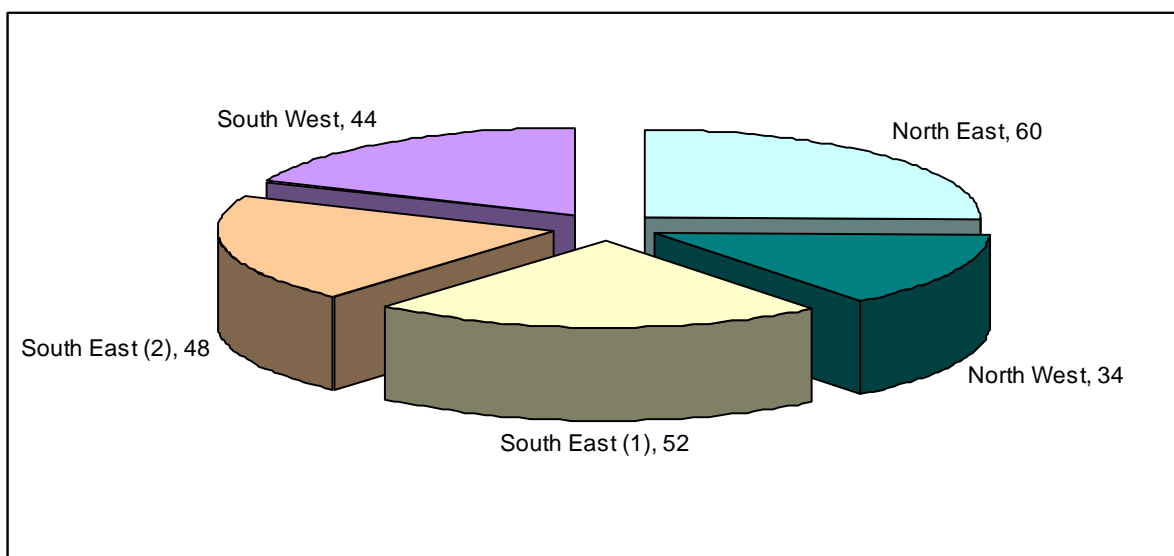 South West, 44
North East, 60
South East (2), 48
North West, 34
South East (1), 52